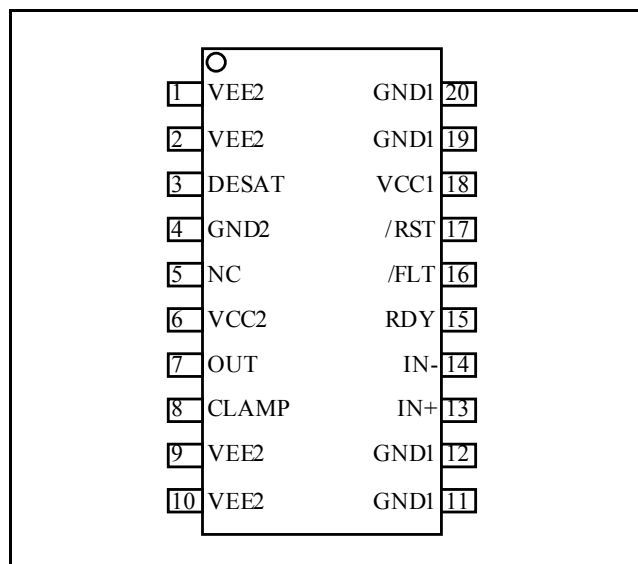 1 VEE2 GND1 20
2 VEE2 GND1 19
3 DESAT VCC1 18
4 GND2 /RST 17
5 NC /FLT 16
6 VCC2 RDY 15
7 OUT IN- 14
8 CLAMP IN+ 13
9 VEE2 GND1 12
10 VEE2 GND1 11